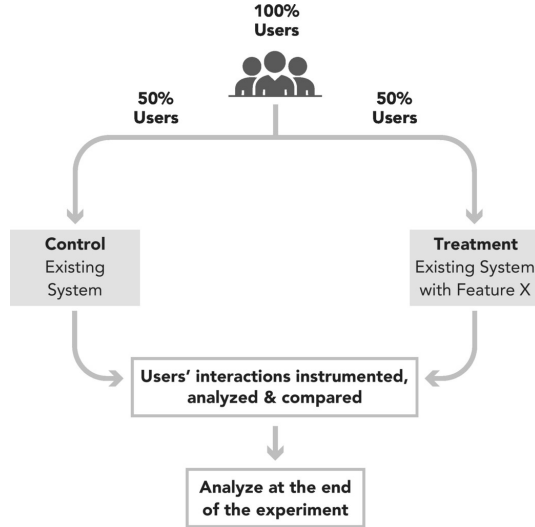 100%
Users
50%
Users
50%
Users
Control
Existing
System
Treatment
Existing System
with Feature X
Users’ interactions instrumented,
analyzed & compared
Analyze at the end
of the experiment